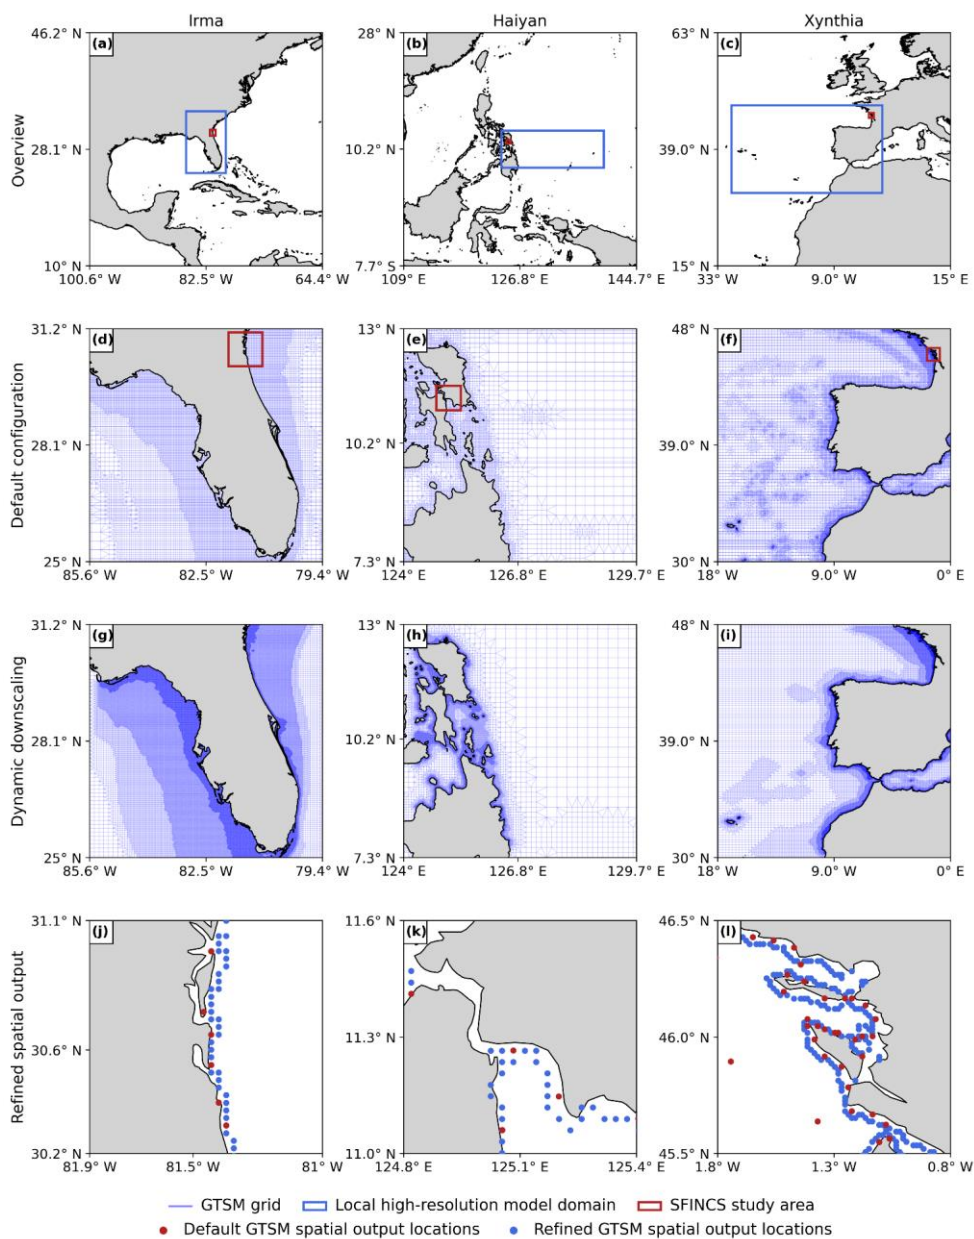 Irma Haiyan Xynthia
Overview
46.2° N (a) 28° N (b) 63° N (c)
28.1° N 10.2° N 39.0° N
10° N 7.7° S 15° N
100.6° W 82.5° W 64.4° W 109° E 126.8° E 144.7° E 33° W 9.0° W 15° E
Default configuration
31.2° N (d) 13° N (e) 48° N (f)
28.1° N 10.2° N 39.0° N
25° N 7.3° N 30° N
85.6° W 82.5° W 79.4° W 124° E 126.8° E 129.7° E 18° W 9.0° W 0° E
Dynamic downscaling
31.2° N (g) 13° N (h) 48° N (i)
28.1° N 10.2° N 39.0° N
25° N 7.3° N 30° N
85.6° W 82.5° W 79.4° W 124° E 126.8° E 129.7° E 18° W 9.0° W 0° E
Refined spatial output
31.1° N (j) 11.6° N (k) 46.5° N (l)
30.6° N 11.3° N 46.0° N
30.2° N 11.0° N 45.5° N
81.9° W 81.5° W 81° W 124.8° E 125.1° E 125.4° E 1.8° W 1.3° W 0.8° W
GTSM grid Local high-resolution model domain SFINCS study area
Default GTSM spatial output locations Refined GTSM spatial output locations